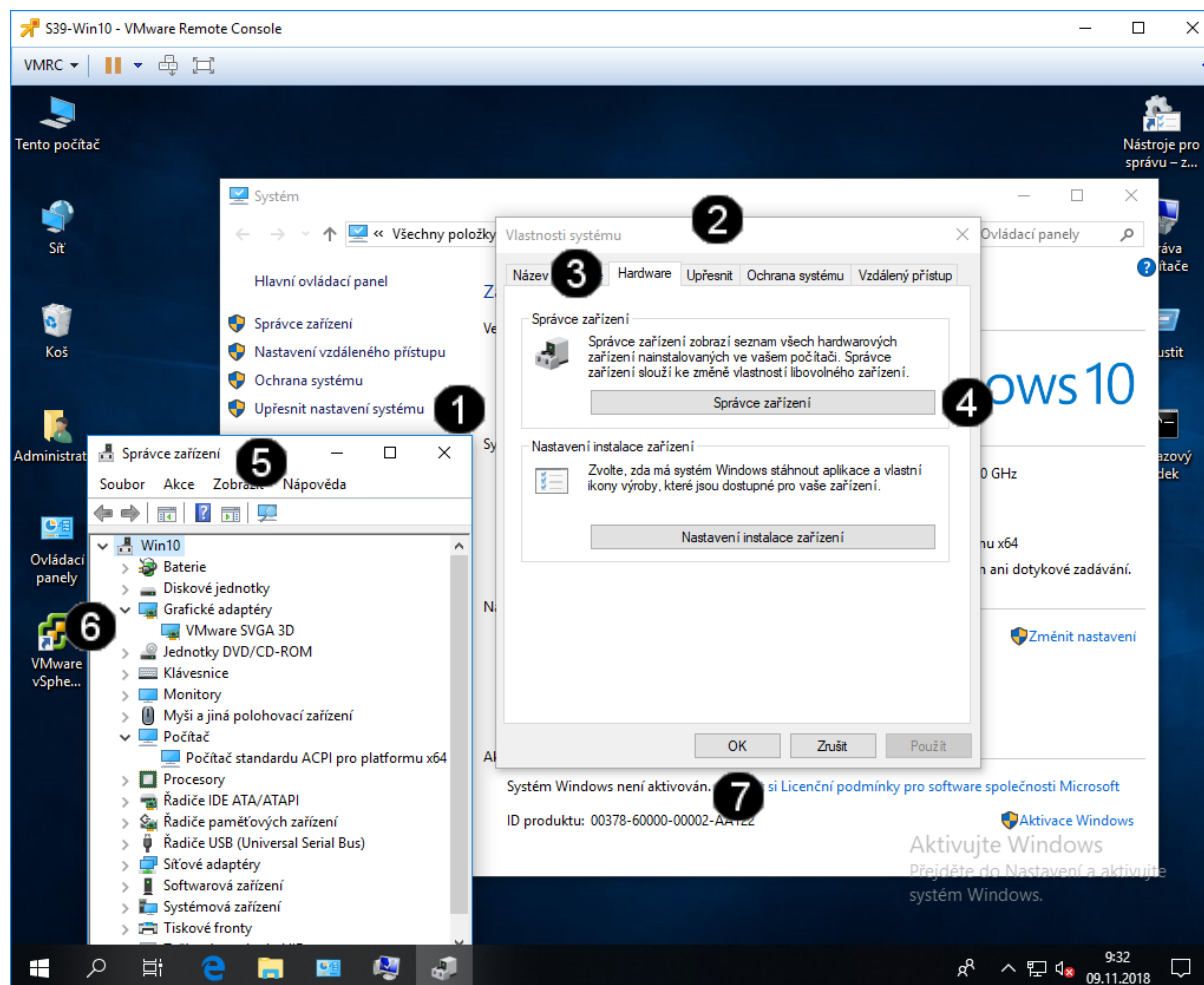 S39-Win10 - VMware Remote Console
VMRC
Tento počítač
Síť
Koš
Administrat
Ovládací
panely
VMware
vSphe...
Nástroje pro
správu – z...
ráva
ítače
ustit
azový
dek
Systém
Všechny položky
Ovládací panely
Hlavní ovládací panel
Správce zařízení
Nastavení vzdáleného přístupu
Ochrana systému
Upřesnit nastavení systému
1
Vlastnosti systému
2
Název
3
Hardware
Upřesnit
Ochrana systému
Vzdálený přístup
Správce zařízení
Správce zařízení zobrazí seznam všech hardwarových
zařízení nainstalovaných ve vašem počítači. Správce
zařízení slouží ke změně vlastností libovolného zařízení.
Správce zařízení
4
Nastavení instalace zařízení
Zvolte, zda má systém Windows stáhnout aplikace a vlastní
ikony výroby, které jsou dostupné pro vaše zařízení.
Nastavení instalace zařízení
OK
Zrušit
Použít
7
ows 10
0 GHz
mu x64
ani dotykové zadávání.
Změnit nastavení
Systém Windows není aktivován.
si Licenční podmínky pro software společnosti Microsoft
ID produktu: 00378-60000-00002-AA122
Aktivace Windows
Aktivujte Windows
Přejděte do Nastavení a aktivujte
systém Windows.
Správce zařízení
5
Soubor
Akce
Zobrazit
Nápověda
Win10
Baterie
Diskové jednotky
Grafické adaptéry
6
VMware SVGA 3D
Jednotky DVD/CD-ROM
Klávesnice
Monitory
Myši a jiná polohovací zařízení
Počítač
Počítač standardu ACPI pro platformu x64
Procesory
Řadiče IDE ATA/ATAPI
Řadiče paměťových zařízení
Řadiče USB (Universal Serial Bus)
Síťové adaptéry
Softwarová zařízení
Systémová zařízení
Tiskové fronty
9:32
09.11.2018